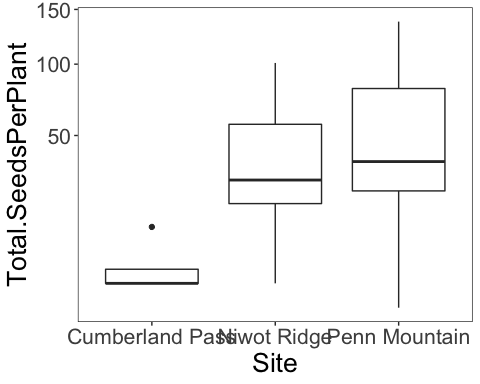 150
100
50
Total.SeedsPerPlant
Cumberland Pass Niwot Ridge Penn Mountain
Site